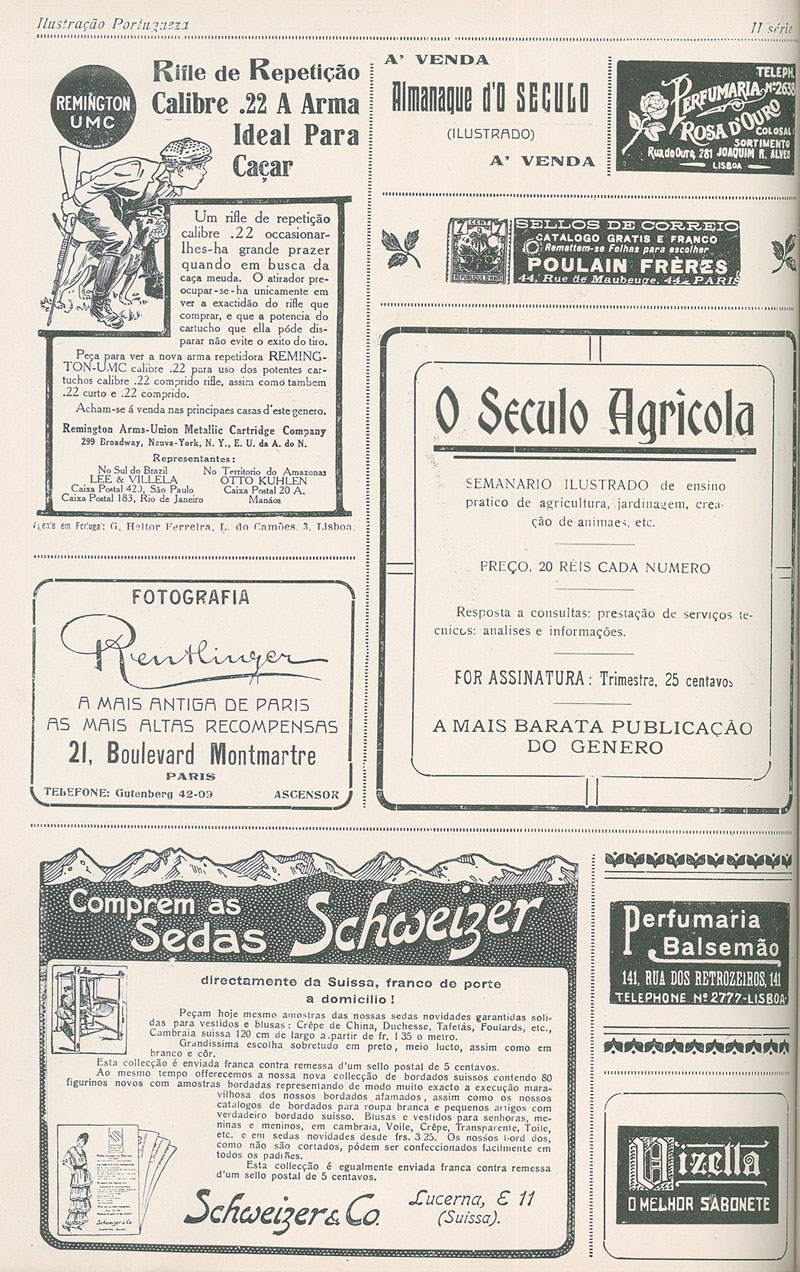 Ilustração Portugueza
II série
REMINGTON
UMC
Rifle de Repetição
Calibre .22 A Arma
Ideal Para
Caçar
Um rifle de repetição
calibre .22 occasionar-
lhes-ha grande prazer
quando em busca da
caça meuda. O atirador pre-
ocupar-se-ha unicamente em
ver a exactidão do rifle que
comprar, e que a potencia do
cartucho que ella póde dis-
parar não evite o exito do tiro.
Peça para ver a nova arma repetidora REMING-
TON-UMC calibre .22 para uso dos potentes car-
tuchos calibre .22 comprido rifle, assim como tambem
.22 curto e .22 comprido.
Acham-se á venda nas principaes casas d'este genero.
Remington Arms-Union Metallic Cartridge Company
299 Broadway, Nauva-York, N. Y., E. U. da A. do N.
Representantes:
No Sul do Brazil
LEE & VILLELA
Caixa Postal 420, São Paulo
Caixa Postal 183, Rio de Janeiro
No Territorio do Amazonas
OTTO KUHLEN
Caixa Postal 20 A.
Manáos
Agente em Portugal: G. Heitor Ferreira, L. do Camões, 3, Lisboa.
A' VENDA
Almanaque d'O SECULO
(ILUSTRADO)
A' VENDA
TELEPH.
Nº2638
PERFUMARIA
ROSA D'OURO
COLOSAL
SORTIMENTO
Rua do Ouro, 281 JOAQUIM R. ALVES
LISBOA
7 CENT 7
SELLOS DE CORREIO
CATALOGO GRATIS E FRANCO
Remettem-se Folhas para escolher
POULAIN FRÈRES
44, Rue de Maubeuge, 44 - PARIS
O Seculo Agricola
SEMANARIO ILUSTRADO de ensino
pratico de agricultura, jardinagem, crea-
ção de animaes, etc.
PREÇO, 20 RÉIS CADA NUMERO
Resposta a consultas: prestação de serviços te-
cnicos: analises e informações.
FOR ASSINATURA: Trimestre, 25 centavos
A MAIS BARATA PUBLICAÇÃO
DO GENERO
FOTOGRAFIA
Reutlinger
A MAIS ANTIGA DE PARIS
AS MAIS ALTAS RECOMPENSAS
21, Boulevard Montmartre
PARIS
TELEFONE: Gutenberg 42-09
ASCENSOR
Comprem as
Sedas Schweizer
directamente da Suissa, franco de porte
a domicilio!
Peçam hoje mesmo amostras das nossas sedas novidades garantidas soli-
das para vestidos e blusas: Crêpe de China, Duchesse, Tafetás, Foulards, etc.,
Cambraia suissa 120 cm de largo a.partir de fr. 1 35 o metro.
Grandissima escolha sobretudo em preto, meio lucto, assim como em
branco e côr.
Esta collecção é enviada franca contra remessa d'um sello postal de 5 centavos.
Ao mesmo tempo offerecemos a nossa nova collecção de bordados suissos contendo 80
figurinos novos com amostras bordadas representando de modo muito exacto a execução mara-
vilhosa dos nossos bordados afamados, assim como os nossos
catalogos de bordados para roupa branca e pequenos artigos com
verdadeiro bordado suisso. Blusas e vestidos para senhoras, me-
ninas e meninos, em cambraia, Voile, Crêpe, Transparente, Toile,
etc. e em sedas novidades desde frs. 3 25. Os nossos bordados,
como não são cortados, pódem ser confeccionados facilmente em
todos os padrões.
Esta collecção é egualmente enviada franca contra remessa
d'um sello postal de 5 centavos.
Schweizer & Co
Schweizer & Co.
Lucerna, E 11
(Suissa).
Perfumaria
Balsemão
141, RUA DOS RETROZEIROS, 141
TELEPHONE Nº 2777-LISBOA
Vizella
O MELHOR SABONETE